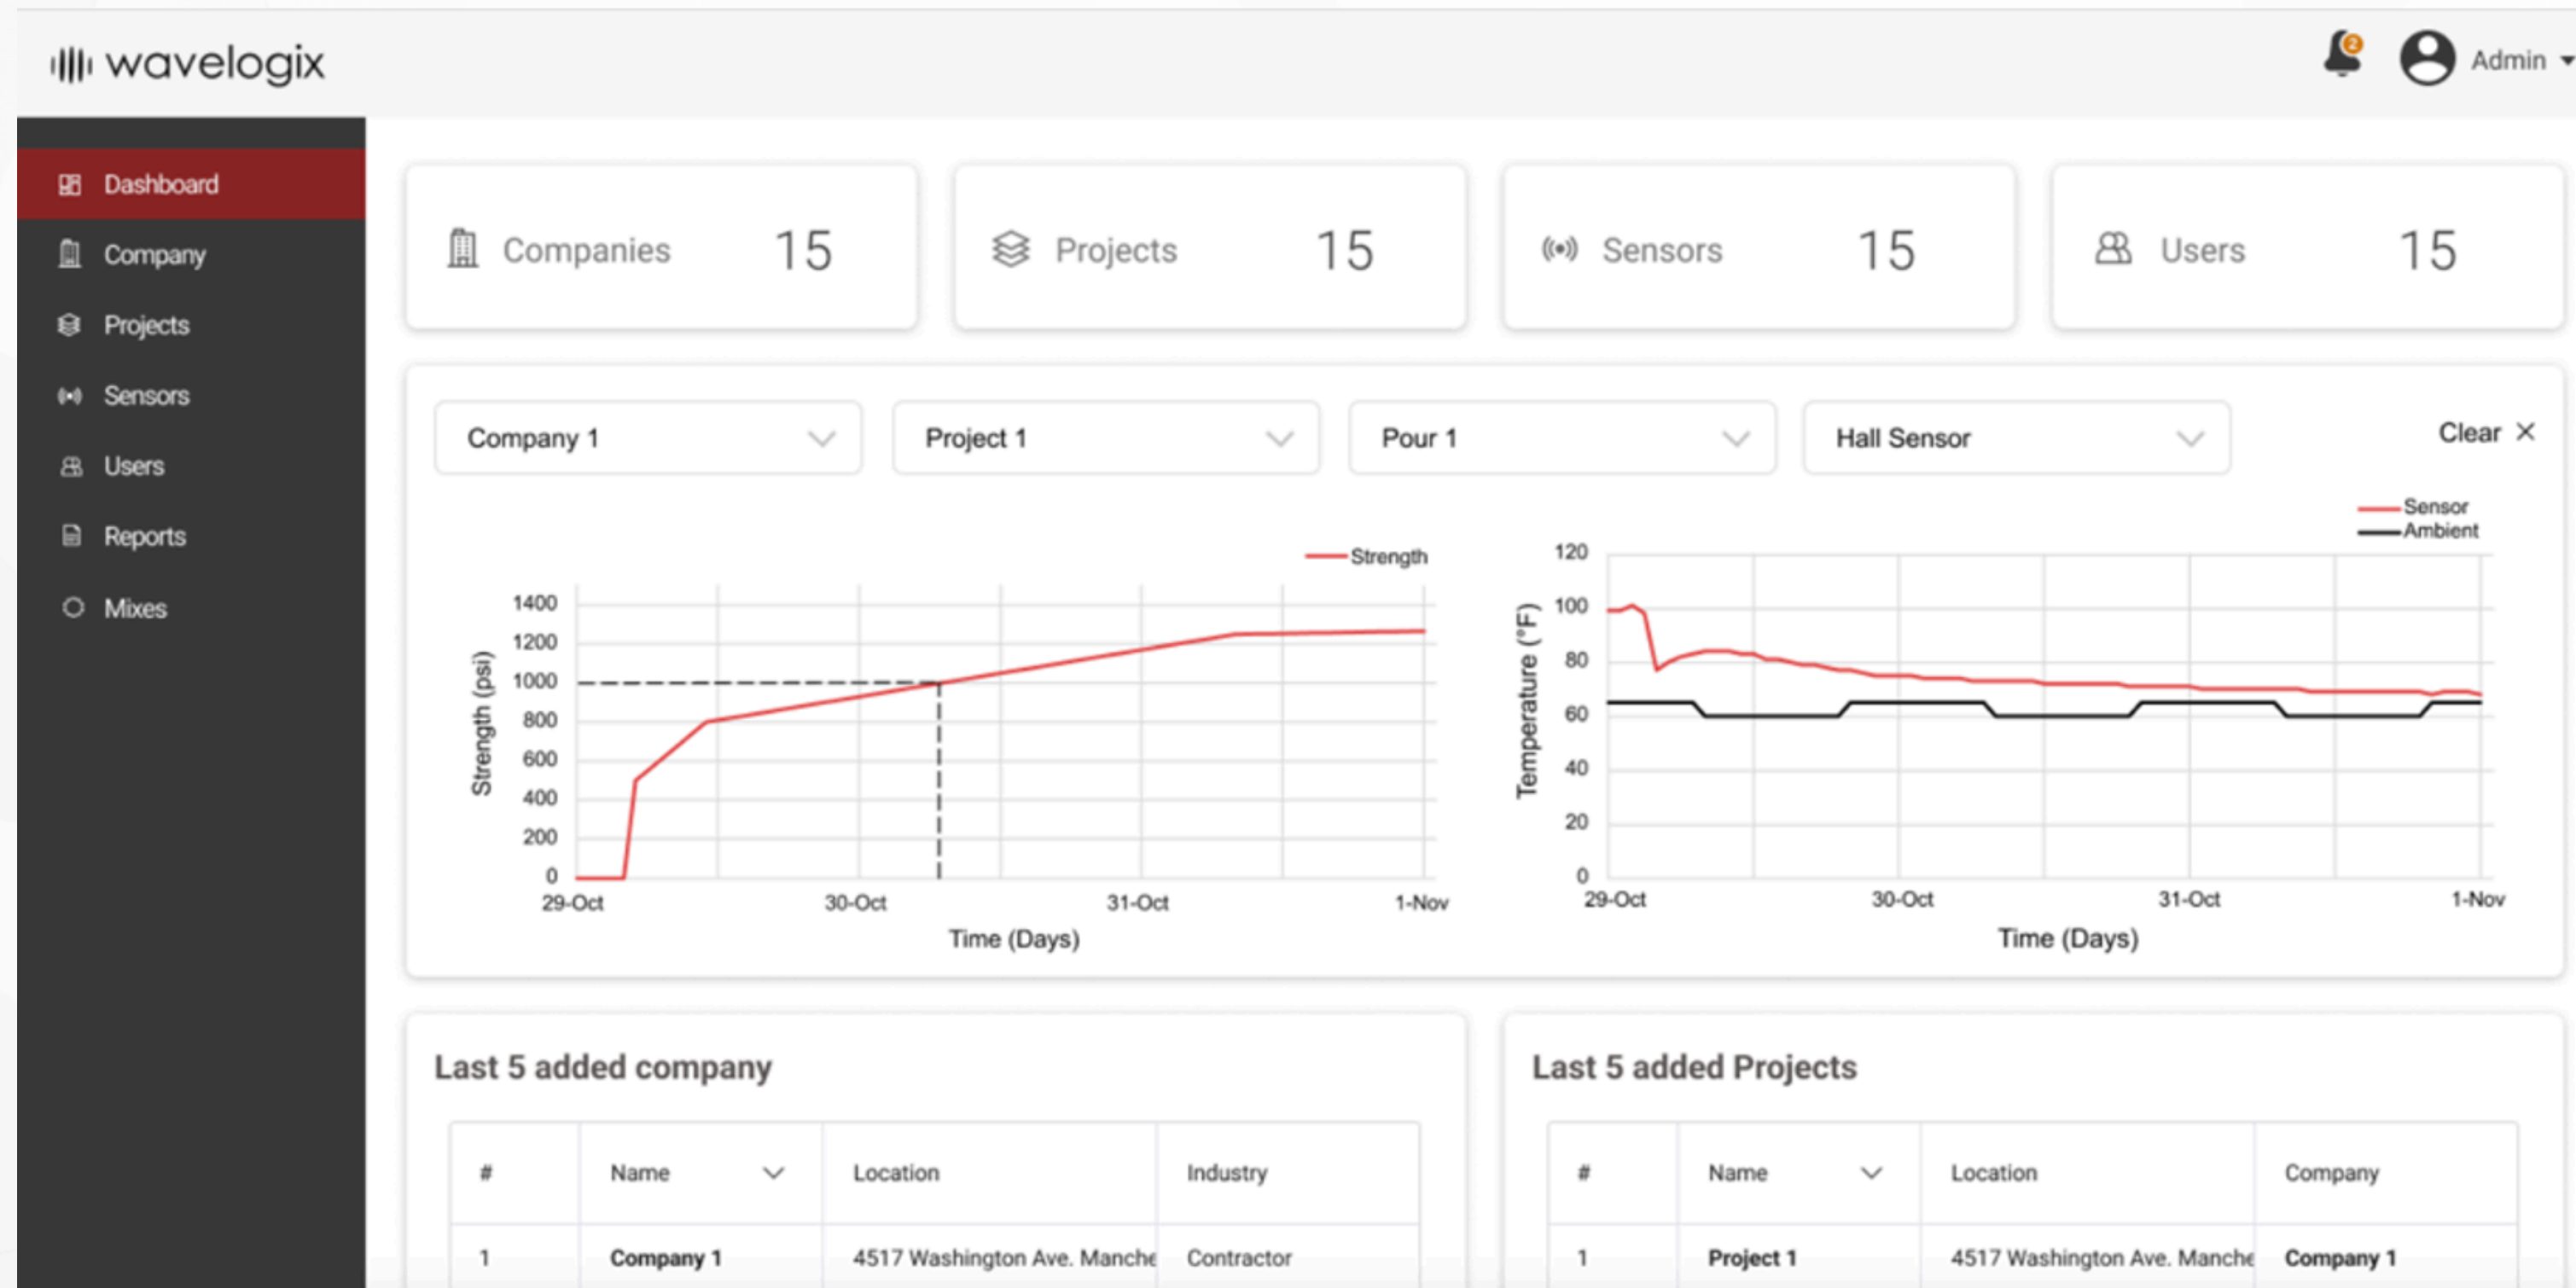 wavelogix
2
Admin
Dashboard
Company
Projects
Sensors
Users
Reports
Mixes
Companies 15
Projects 15
Sensors 15
Users 15
Company 1
Project 1
Pour 1
Hall Sensor
Clear ×
Strength
Strength (psi)
1400
1200
1000
800
600
400
200
0
29-Oct 30-Oct 31-Oct 1-Nov
Time (Days)
Sensor
Ambient
Temperature (°F)
120
100
80
60
40
20
0
29-Oct 30-Oct 31-Oct 1-Nov
Time (Days)
Last 5 added company
# Name Location Industry
1 Company 1 4517 Washington Ave. Manche Contractor
Last 5 added Projects
# Name Location Company
1 Project 1 4517 Washington Ave. Manche Company 1